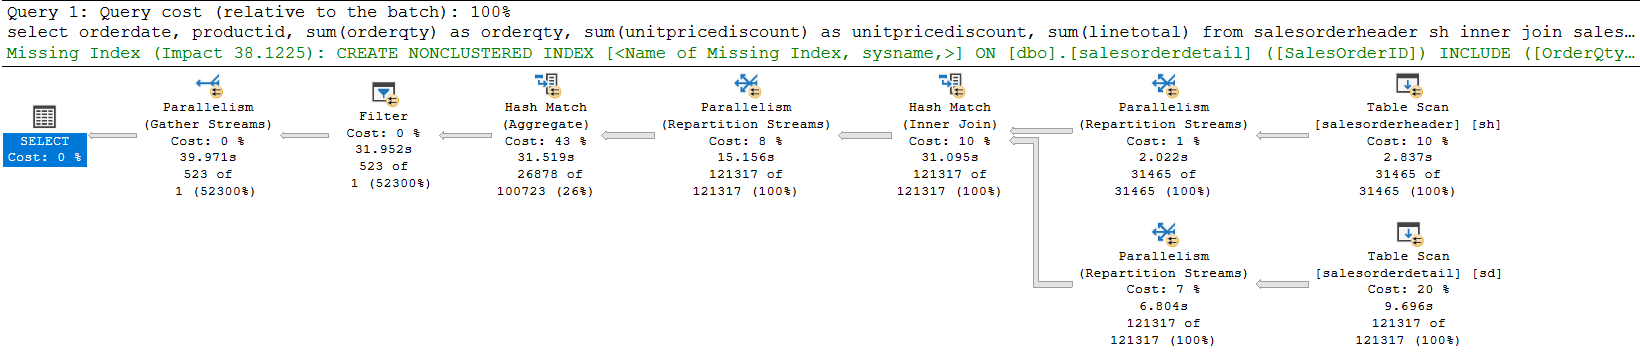 Query 1: Query cost (relative to the batch): 100%
select orderdate, productid, sum(orderqty) as orderqty, sum(unitpricediscount) as unitpricediscount, sum(linetotal) from salesorderheader sh inner join sales…
Missing Index (Impact 38.1225): CREATE NONCLUSTERED INDEX [<Name of Missing Index, sysname,>] ON [dbo].[salesorderdetail] ([SalesOrderID]) INCLUDE ([OrderQty…
SELECT
Cost: 0 %
Parallelism
(Gather Streams)
Cost: 0 %
39.971s
523 of
1 (52300%)
Filter
Cost: 0 %
31.952s
523 of
1 (52300%)
Hash Match
(Aggregate)
Cost: 43 %
31.519s
26878 of
100723 (26%)
Parallelism
(Repartition Streams)
Cost: 8 %
15.156s
121317 of
121317 (100%)
Hash Match
(Inner Join)
Cost: 10 %
31.095s
121317 of
121317 (100%)
Parallelism
(Repartition Streams)
Cost: 1 %
2.022s
31465 of
31465 (100%)
Table Scan
[salesorderheader] [sh]
Cost: 10 %
2.837s
31465 of
31465 (100%)
Parallelism
(Repartition Streams)
Cost: 7 %
6.804s
121317 of
121317 (100%)
Table Scan
[salesorderdetail] [sd]
Cost: 20 %
9.696s
121317 of
121317 (100%)